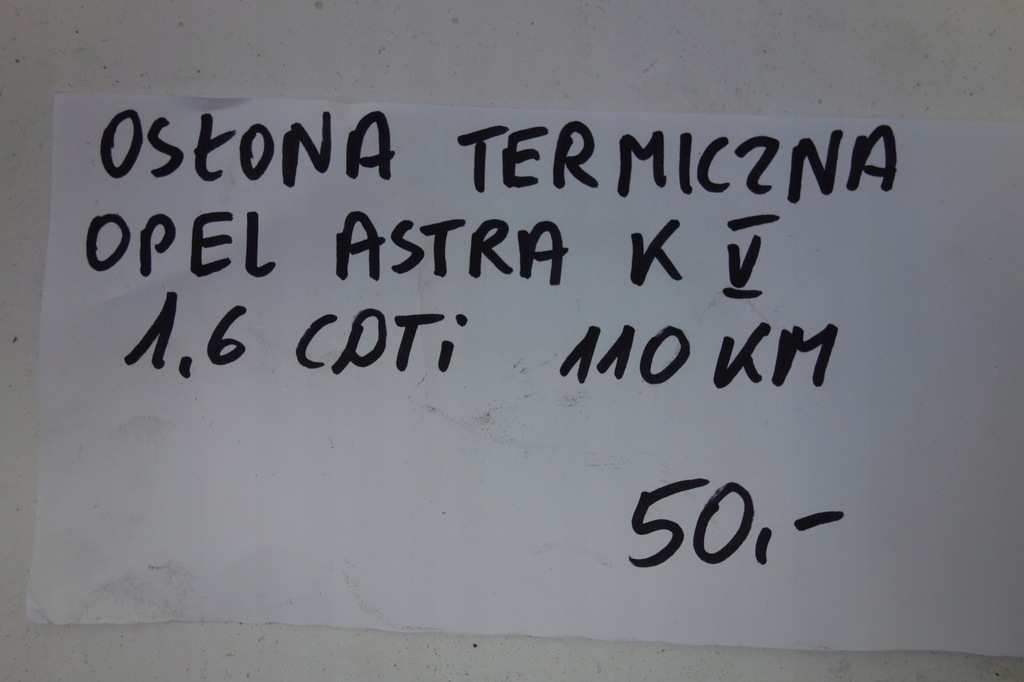 OSŁONA TERMICZNA
OPEL ASTRA K V
1,6 CDTi 110 KM
50,-